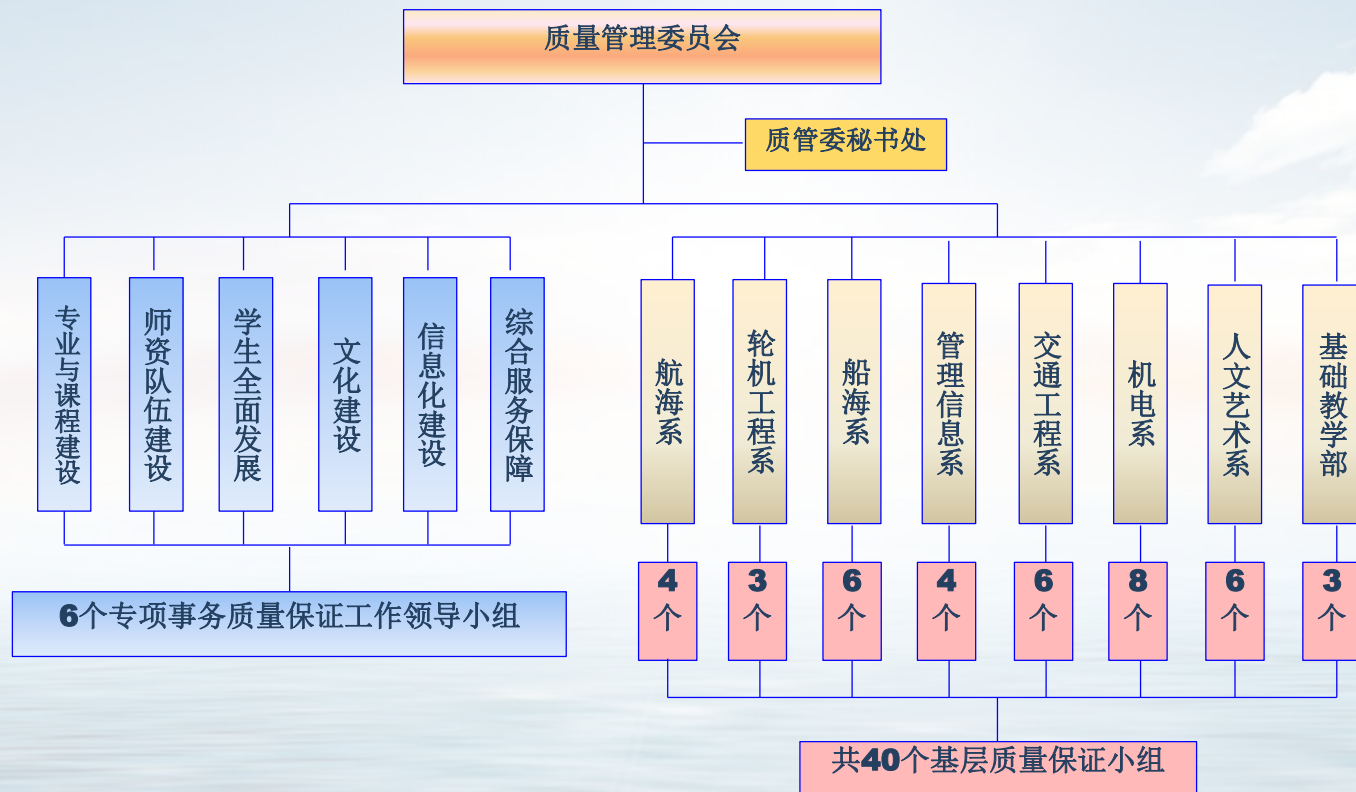 质量管理委员会
质管委秘书处
专业与课程建设
师资队伍建设
学生全面发展
文化建设
信息化建设
综合服务保障
航海系
轮机工程系
船海系
管理信息系
交通工程系
机电系
人文艺术系
基础教学部
4
个
3
个
6
个
4
个
6
个
8
个
6
个
3
个
6个专项事务质量保证工作领导小组
共40个基层质量保证小组